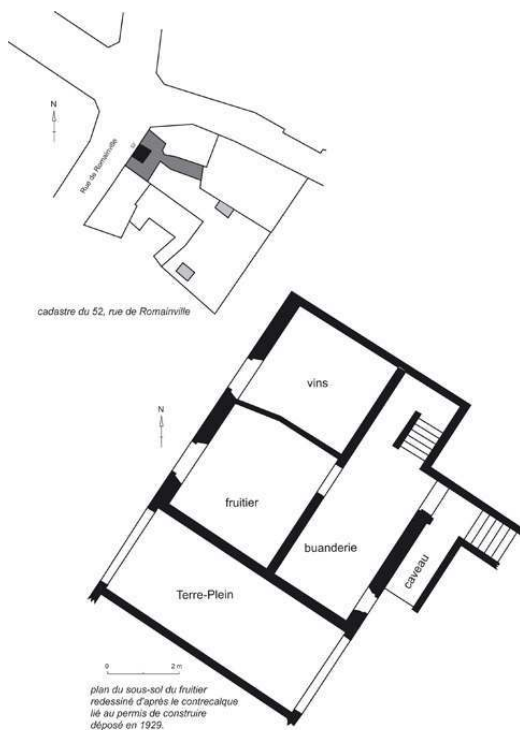 N
Rue de Romainville
52
cadastre du 52, rue de Romainville
vins
N
fruitier
buanderie
caveau
Terre-Plein
0 2 m
plan du sous-sol du fruitier
redessiné d'après le contrecalque
lié au permis de construire
déposé en 1929.